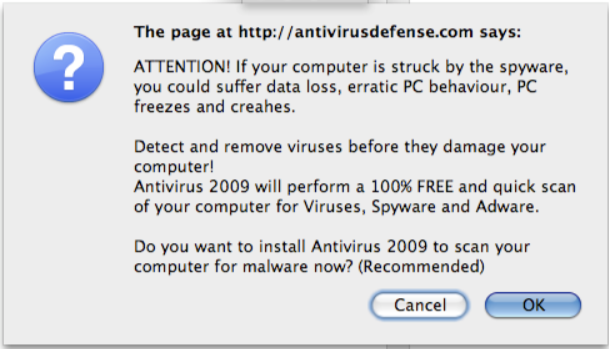 The page at http://antivirusdefense.com says:
ATTENTION! If your computer is struck by the spyware,
you could suffer data loss, erratic PC behaviour, PC
freezes and creahes.
Detect and remove viruses before they damage your
computer!
Antivirus 2009 will perform a 100% FREE and quick scan
of your computer for Viruses, Spyware and Adware.
Do you want to install Antivirus 2009 to scan your
computer for malware now? (Recommended)
Cancel OK